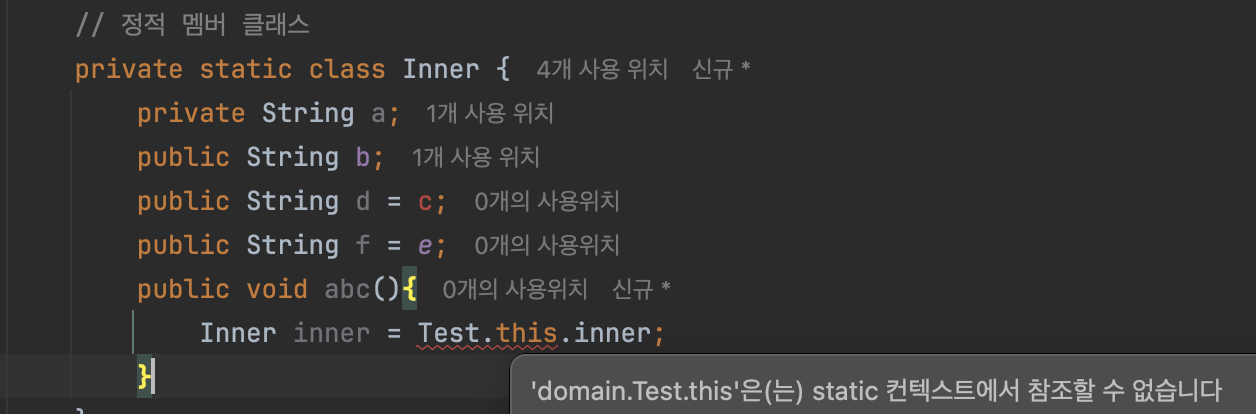 // 정적 멤버 클래스
private static class Inner { 4개 사용 위치 신규 *
private String a; 1개 사용 위치
public String b; 1개 사용 위치
public String d = c; 0개의 사용위치
public String f = e; 0개의 사용위치
public void abc(){ 0개의 사용위치 신규 *
Inner inner = Test.this.inner;
}
'domain.Test.this'은(는) static 컨텍스트에서 참조할 수 없습니다